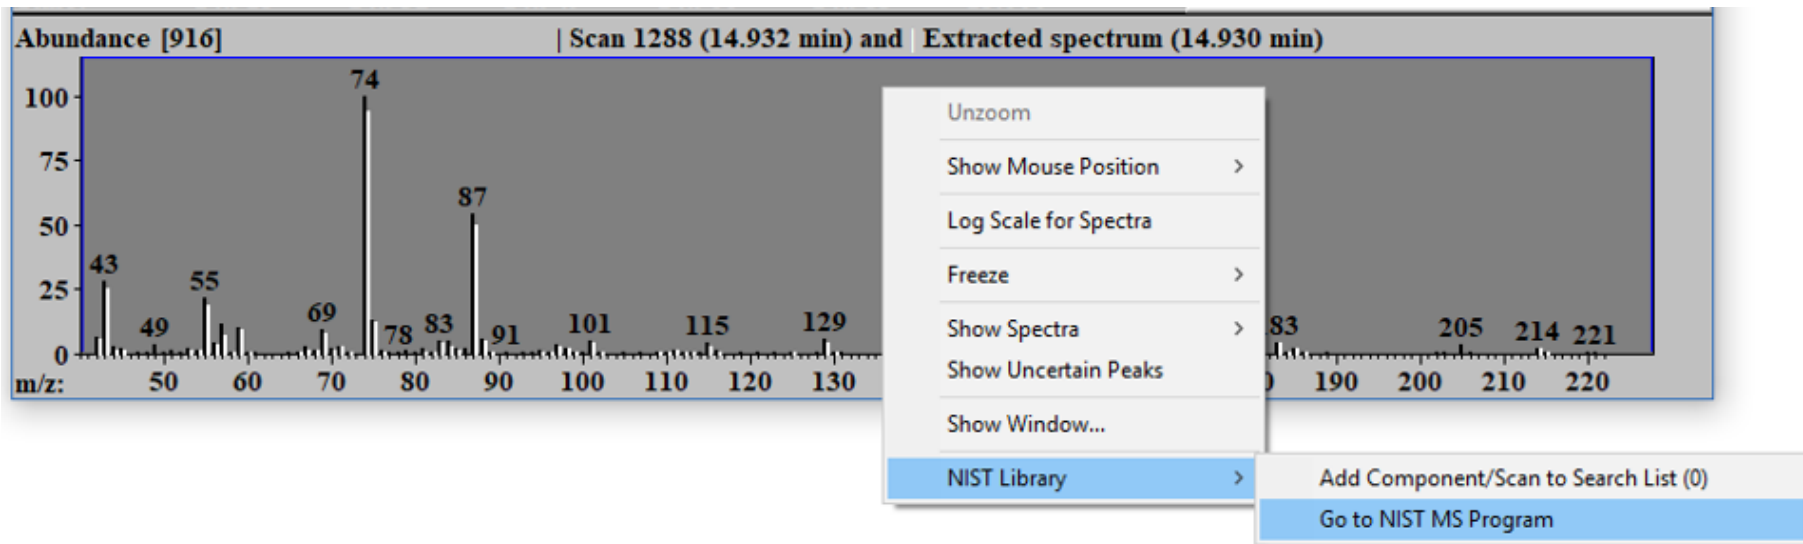 Abundance [916] | Scan 1288 (14.932 min) and | Extracted spectrum (14.930 min)
100
75
50
25
0
43
49
55
69
74
78
83
87
91
101
115
129
83
205
214
221
m/z: 50 60 70 80 90 100 110 120 130 190 200 210 220
Unzoom
Show Mouse Position
Log Scale for Spectra
Freeze
Show Spectra
Show Uncertain Peaks
Show Window...
NIST Library
Add Component/Scan to Search List (0)
Go to NIST MS Program